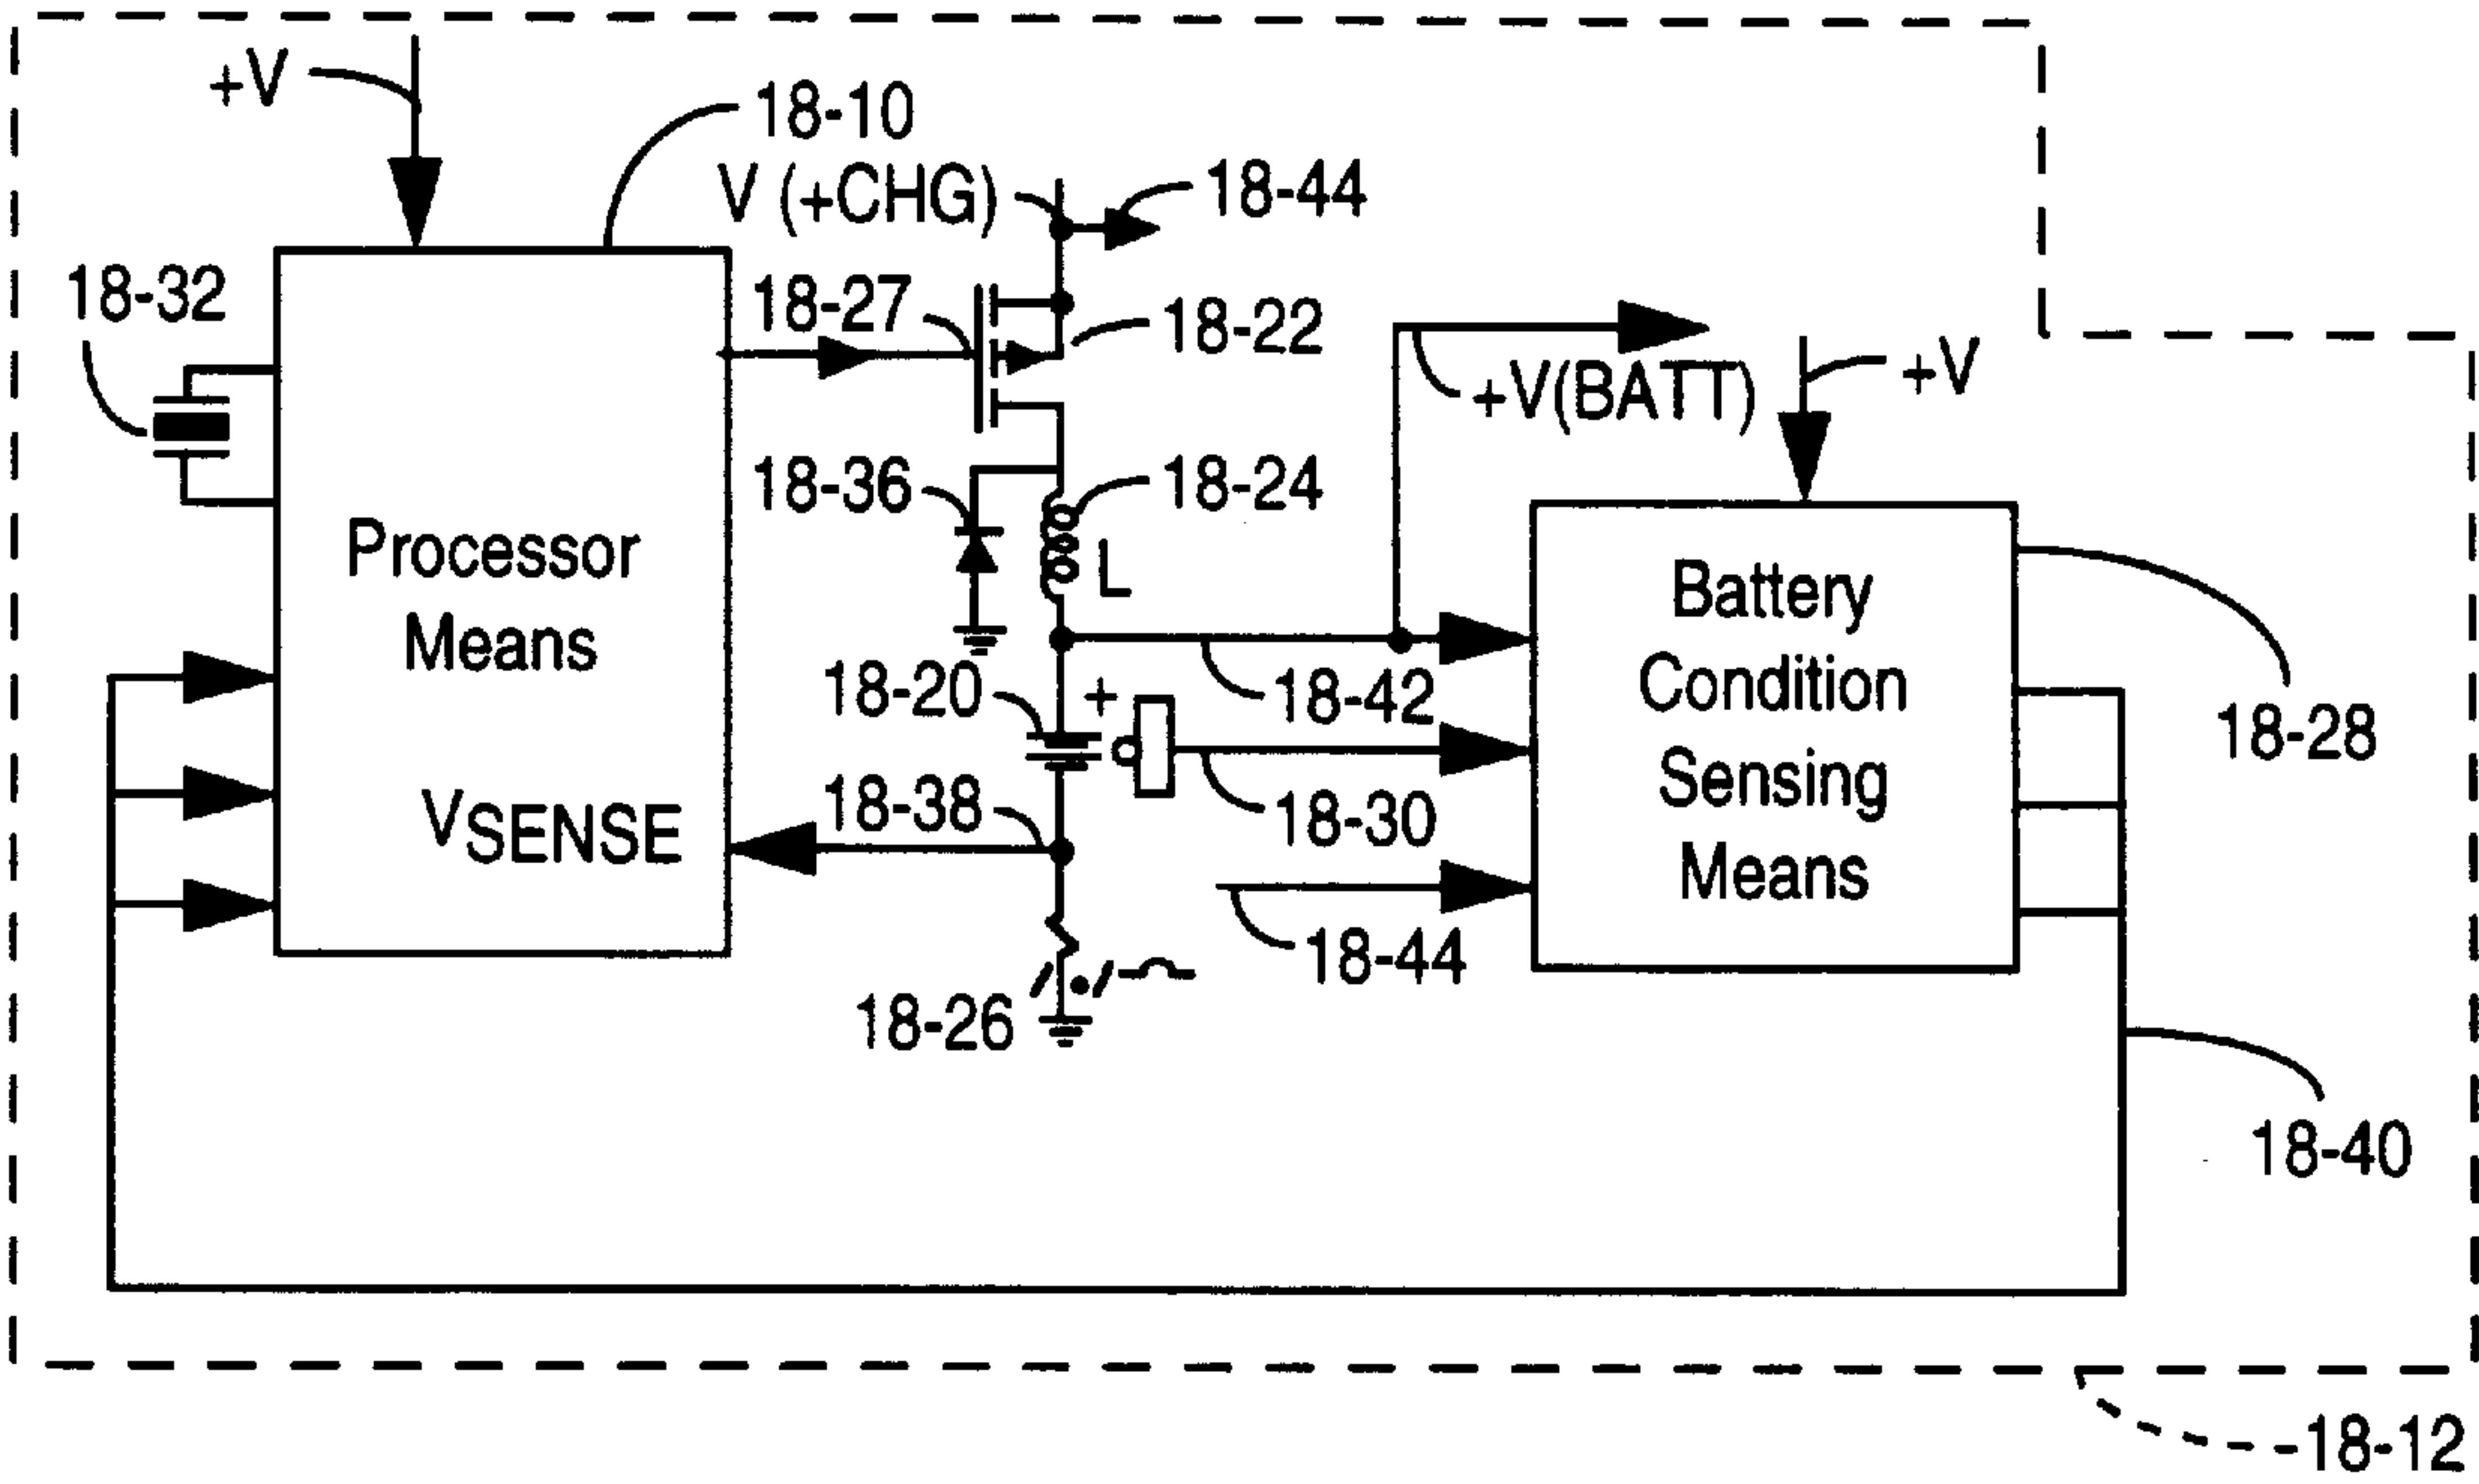 +V
18-10
V (+CHG)
18-44
18-32
18-27
18-22
+V(BATT)
+V
18-36
18-24
L
Processor
Means
Battery
Condition
Sensing
Means
18-20
+
18-42
18-28
18-38
18-30
VSENSE
18-44
18-26
18-40
18-12